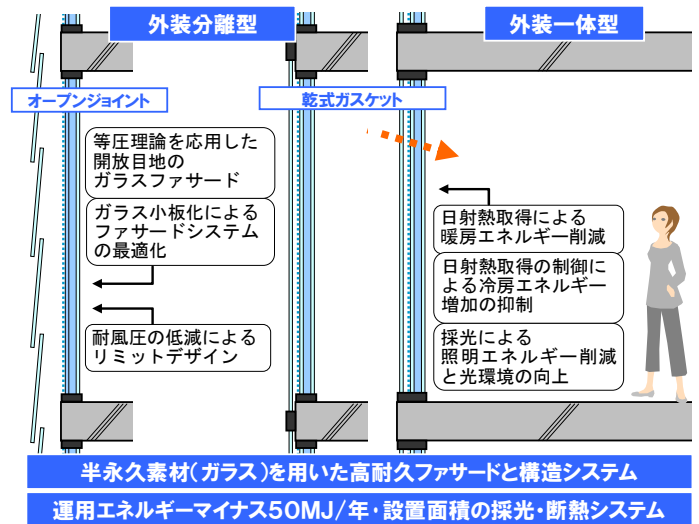 外装分離型
外装一体型
オープンジョイント
乾式ガスケット
等圧理論を応用した
開放目地の
ガラスファサード
ガラス小板化による
ファサードシステム
の最適化
耐風圧の低減による
リミットデザイン
日射熱取得による
暖房エネルギー削減
日射熱取得の制御に
よる冷房エネルギー
増加の抑制
採光による
照明エネルギー削減
と光環境の向上
半永久素材(ガラス)を用いた高耐久ファサードと構造システム
運用エネルギーマイナス50MJ/年・設置面積の採光・断熱システム